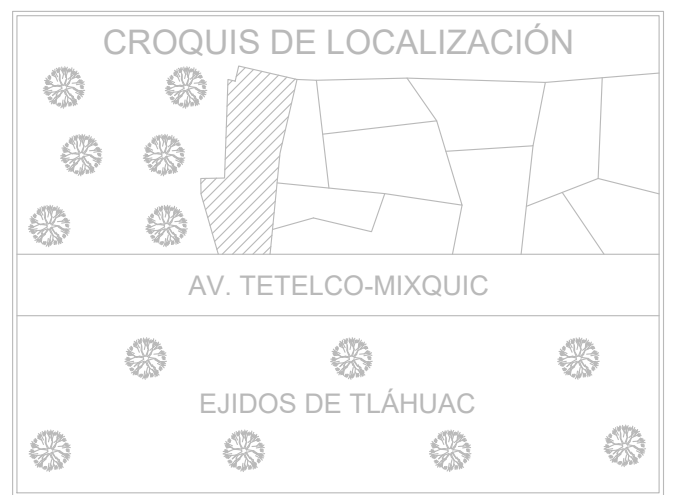 CROQUIS DE LOCALIZACIÓN
AV. TETELCO-MIXQUIC
EJIDOS DE TLÁHUAC